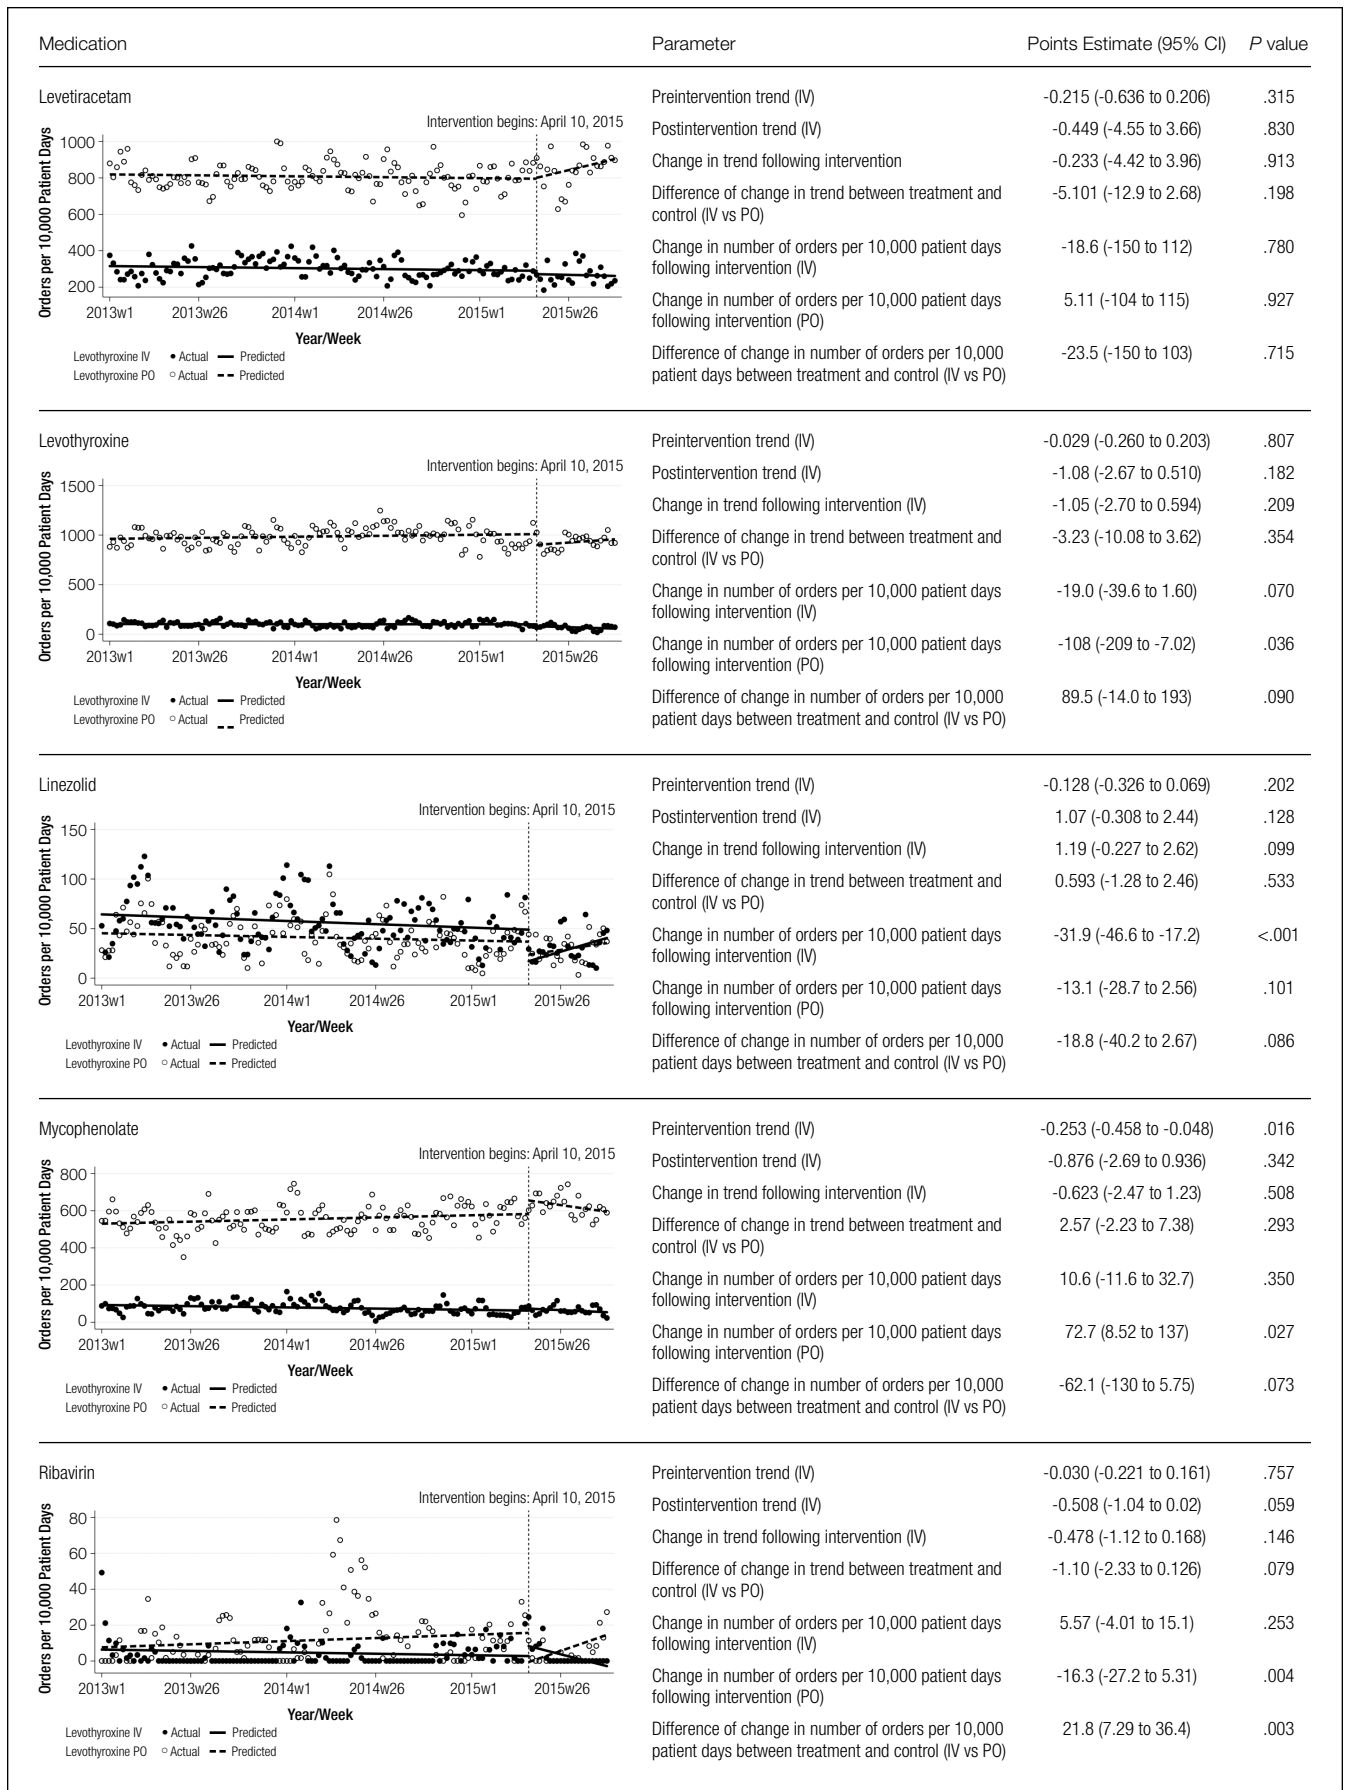 Medication Parameter Points Estimate (95% CI) P value
Levetiracetam
Intervention begins: April 10, 2015
Orders per 10,000 Patient Days
1000
800
600
400
200
2013w1 2013w26 2014w1 2014w26 2015w1 2015w26
Year/Week
Levothyroxine IV Actual Predicted
Levothyroxine PO Actual Predicted
Preintervention trend (IV) -0.215 (-0.636 to 0.206) .315
Postintervention trend (IV) -0.449 (-4.55 to 3.66) .830
Change in trend following intervention -0.233 (-4.42 to 3.96) .913
Difference of change in trend between treatment and -5.101 (-12.9 to 2.68) .198
control (IV vs PO)
Change in number of orders per 10,000 patient days -18.6 (-150 to 112) .780
following intervention (IV)
Change in number of orders per 10,000 patient days 5.11 (-104 to 115) .927
following intervention (PO)
Difference of change in number of orders per 10,000 -23.5 (-150 to 103) .715
patient days between treatment and control (IV vs PO)
Levothyroxine
Intervention begins: April 10, 2015
Orders per 10,000 Patient Days
1500
1000
500
0
2013w1 2013w26 2014w1 2014w26 2015w1 2015w26
Year/Week
Levothyroxine IV Actual Predicted
Levothyroxine PO Actual Predicted
Preintervention trend (IV) -0.029 (-0.260 to 0.203) .807
Postintervention trend (IV) -1.08 (-2.67 to 0.510) .182
Change in trend following intervention (IV) -1.05 (-2.70 to 0.594) .209
Difference of change in trend between treatment and -3.23 (-10.08 to 3.62) .354
control (IV vs PO)
Change in number of orders per 10,000 patient days -19.0 (-39.6 to 1.60) .070
following intervention (IV)
Change in number of orders per 10,000 patient days -108 (-209 to -7.02) .036
following intervention (PO)
Difference of change in number of orders per 10,000 89.5 (-14.0 to 193) .090
patient days between treatment and control (IV vs PO)
Linezolid
Intervention begins: April 10, 2015
Orders per 10,000 Patient Days
150
100
50
0
2013w1 2013w26 2014w1 2014w26 2015w1 2015w26
Year/Week
Levothyroxine IV Actual Predicted
Levothyroxine PO Actual Predicted
Preintervention trend (IV) -0.128 (-0.326 to 0.069) .202
Postintervention trend (IV) 1.07 (-0.308 to 2.44) .128
Change in trend following intervention (IV) 1.19 (-0.227 to 2.62) .099
Difference of change in trend between treatment and 0.593 (-1.28 to 2.46) .533
control (IV vs PO)
Change in number of orders per 10,000 patient days -31.9 (-46.6 to -17.2) <.001
following intervention (IV)
Change in number of orders per 10,000 patient days -13.1 (-28.7 to 2.56) .101
following intervention (PO)
Difference of change in number of orders per 10,000 -18.8 (-40.2 to 2.67) .086
patient days between treatment and control (IV vs PO)
Mycophenolate
Intervention begins: April 10, 2015
Orders per 10,000 Patient Days
800
600
400
200
0
2013w1 2013w26 2014w1 2014w26 2015w1 2015w26
Year/Week
Levothyroxine IV Actual Predicted
Levothyroxine PO Actual Predicted
Preintervention trend (IV) -0.253 (-0.458 to -0.048) .016
Postintervention trend (IV) -0.876 (-2.69 to 0.936) .342
Change in trend following intervention (IV) -0.623 (-2.47 to 1.23) .508
Difference of change in trend between treatment and 2.57 (-2.23 to 7.38) .293
control (IV vs PO)
Change in number of orders per 10,000 patient days 10.6 (-11.6 to 32.7) .350
following intervention (IV)
Change in number of orders per 10,000 patient days 72.7 (8.52 to 137) .027
following intervention (PO)
Difference of change in number of orders per 10,000 -62.1 (-130 to 5.75) .073
patient days between treatment and control (IV vs PO)
Ribavirin
Intervention begins: April 10, 2015
Orders per 10,000 Patient Days
80
60
40
20
0
2013w1 2013w26 2014w1 2014w26 2015w1 2015w26
Year/Week
Levothyroxine IV Actual Predicted
Levothyroxine PO Actual Predicted
Preintervention trend (IV) -0.030 (-0.221 to 0.161) .757
Postintervention trend (IV) -0.508 (-1.04 to 0.02) .059
Change in trend following intervention (IV) -0.478 (-1.12 to 0.168) .146
Difference of change in trend between treatment and -1.10 (-2.33 to 0.126) .079
control (IV vs PO)
Change in number of orders per 10,000 patient days 5.57 (-4.01 to 15.1) .253
following intervention (IV)
Change in number of orders per 10,000 patient days -16.3 (-27.2 to 5.31) .004
following intervention (PO)
Difference of change in number of orders per 10,000 21.8 (7.29 to 36.4) .003
patient days between treatment and control (IV vs PO)